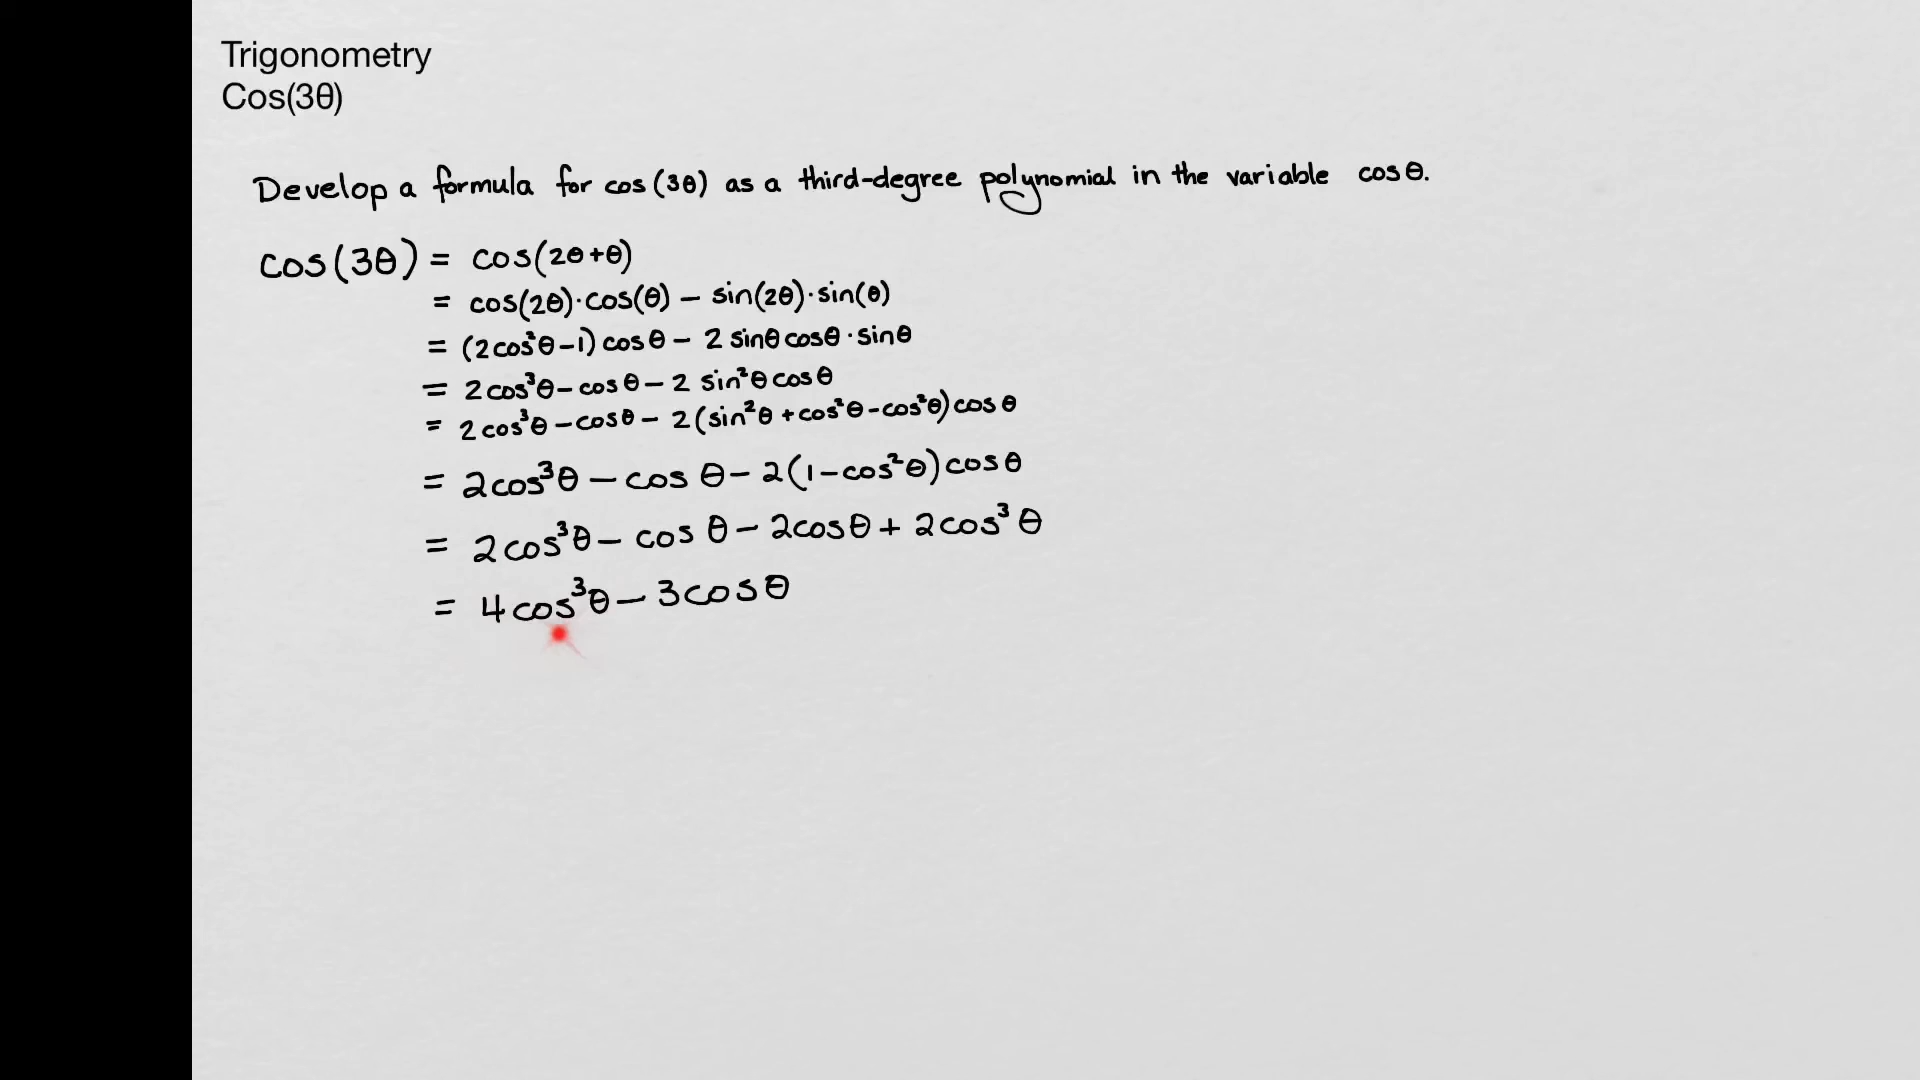 Trigonometry
Cos(3θ)
Develop a formula for cos(3θ) as a third-degree polynomial in the variable cosθ.
cos(3θ) = cos(2θ+θ)
= cos(2θ)·cos(θ) − sin(2θ)·sin(θ)
= (2cos²θ−1) cosθ − 2 sinθ cosθ · sinθ
= 2cos³θ − cosθ − 2 sin²θ cosθ
= 2cos³θ − cosθ − 2(sin²θ + cos²θ − cos²θ) cosθ
= 2cos³θ − cos θ − 2(1−cos²θ) cosθ
= 2cos³θ − cos θ − 2cosθ + 2cos³θ
= 4cos³θ − 3cosθ